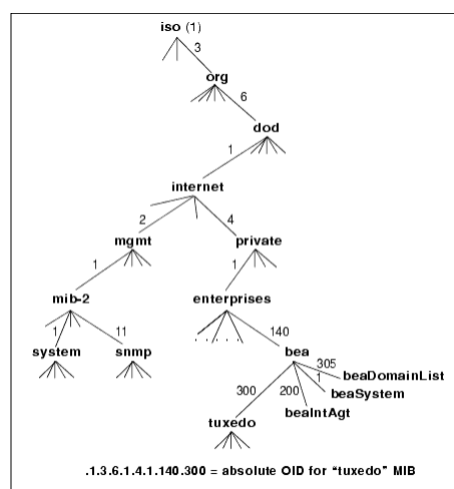 iso (1)
3
org
6
dod
1
internet
2
4
mgmt
private
1
1
mib-2
enterprises
1
11
140
system
snmp
bea
305
beaDomainList
1
300
200
beaSystem
beaIntAgt
tuxedo
.1.3.6.1.4.1.140.300 = absolute OID for "tuxedo" MIB